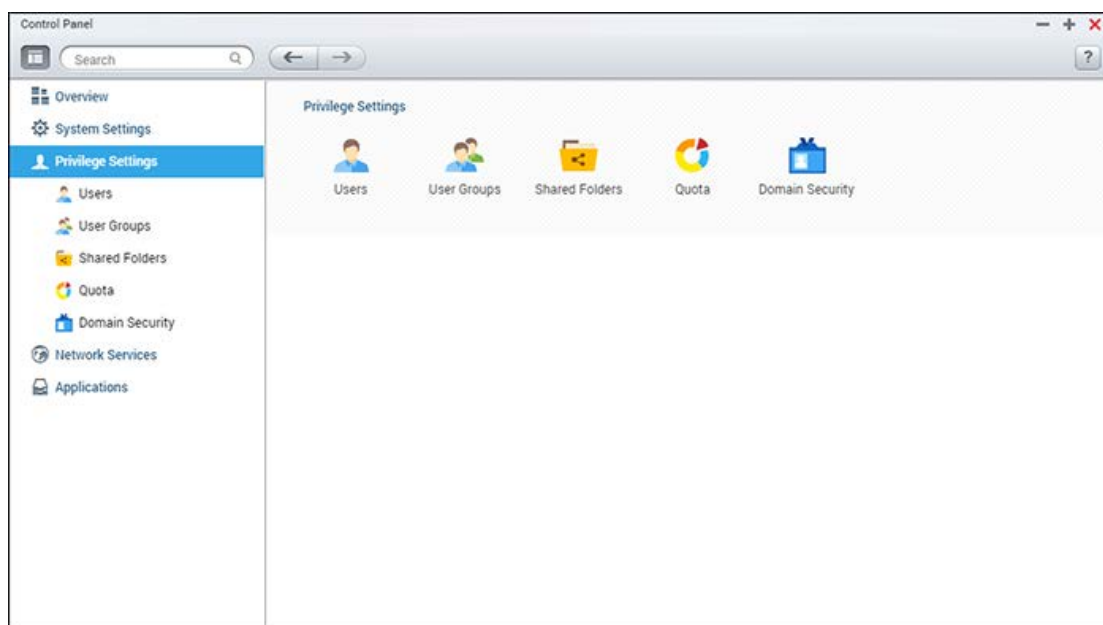 Control Panel
Search
?
Overview
System Settings
Privilege Settings
Users
User Groups
Shared Folders
Quota
Domain Security
Network Services
Applications
Privilege Settings
Users User Groups Shared Folders Quota Domain Security